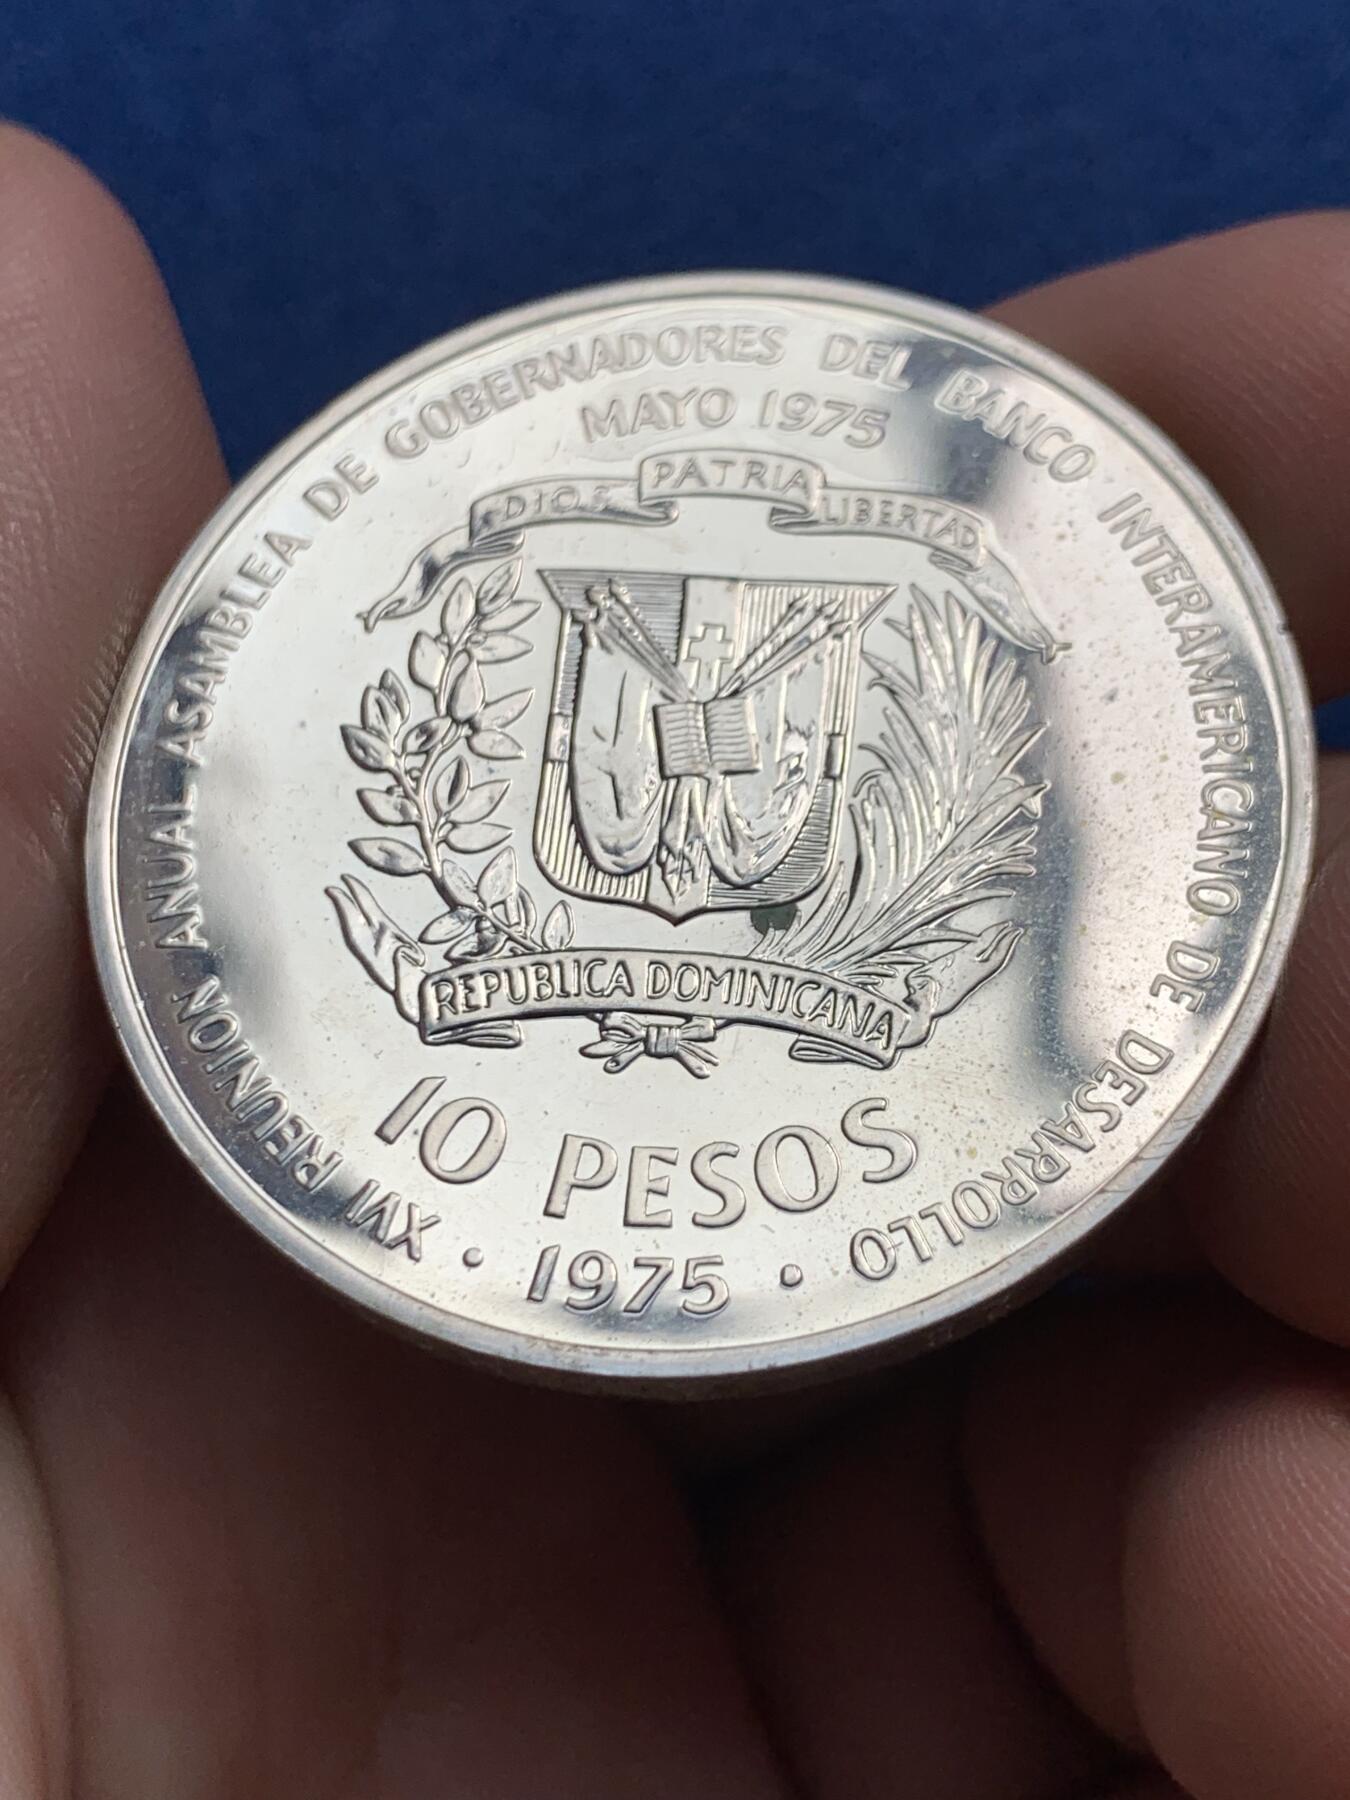 XVI REUNION ANUAL ASAMBLEA DE GOBERNADORES DEL BANCO INTERAMERICANO DE DESARROLLO
MAYO 1975
DIOS PATRIA LIBERTAD
REPUBLICA DOMINICANA
10 PESOS
• 1975 •